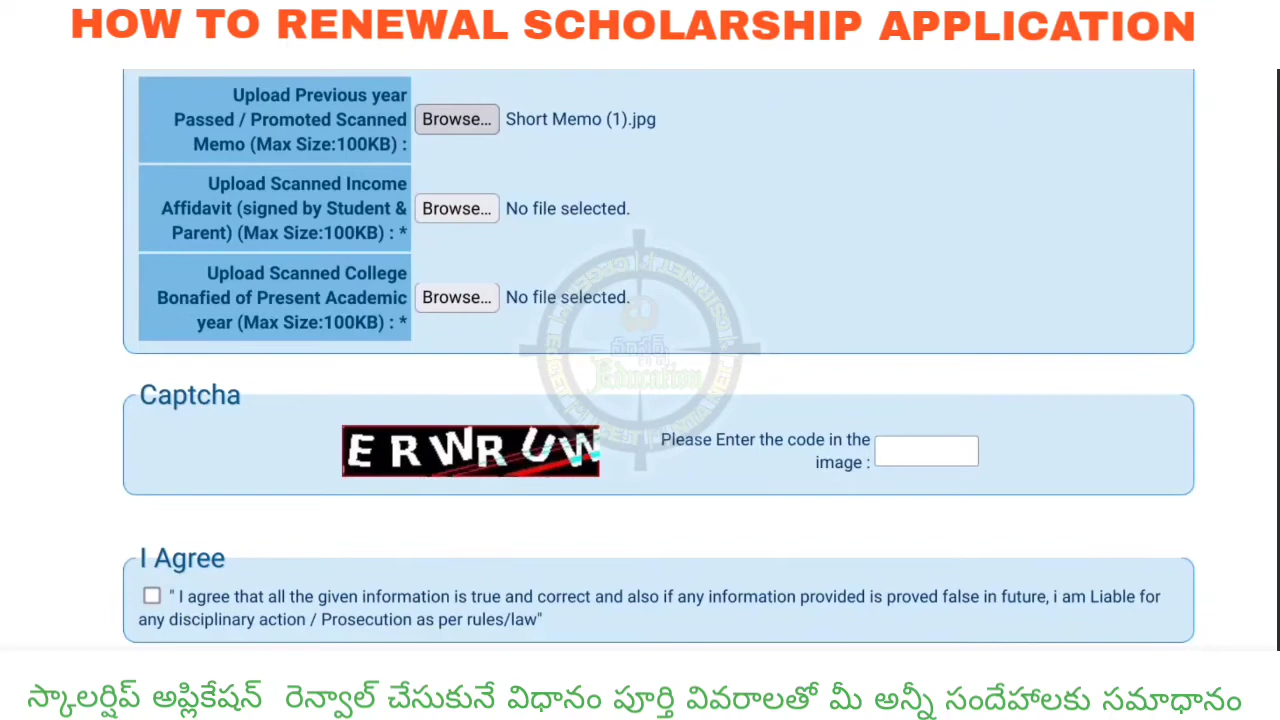 HOW TO RENEWAL SCHOLARSHIP APPLICATION
Upload Previous year
Passed / Promoted Scanned
Memo (Max Size:100KB) :
Browse... Short Memo (1).jpg
Upload Scanned Income
Affidavit (signed by Student &
Parent) (Max Size:100KB) : *
Browse... No file selected.
Upload Scanned College
Bonafied of Present Academic
year (Max Size:100KB) : *
Browse... No file selected.
Education
Captcha
E R W R U W
Please Enter the code in the
image :
I Agree
" I agree that all the given information is true and correct and also if any information provided is proved false in future, i am Liable for
any disciplinary action / Prosecution as per rules/law"
స్కాలర్షిప్ అప్లికేషన్ రెన్వాల్ చేసుకునే విధానం పూర్తి వివరాలతో మీ అన్నీ సందేహాలకు సమాధానం